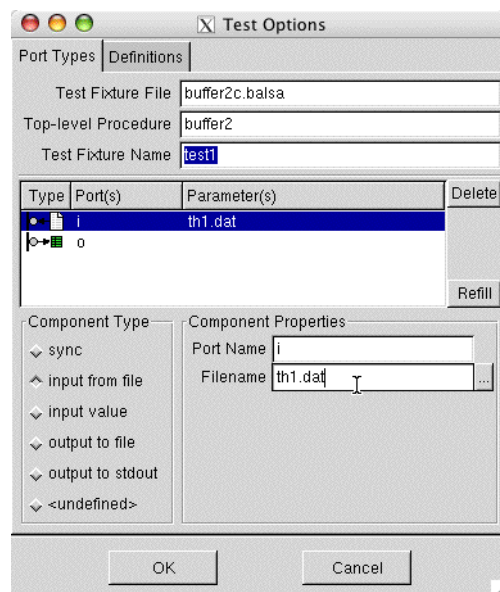 X Test Options
Port Types Definitions
Test Fixture File buffer2c.balsa
Top-level Procedure buffer2
Test Fixture Name test1
Type Port(s) Parameter(s) Delete
i th1.dat
o
Refill
Component Type Component Properties
sync Port Name i
input from file Filename th1.dat ...
input value
output to file
output to stdout
<undefined>
OK Cancel